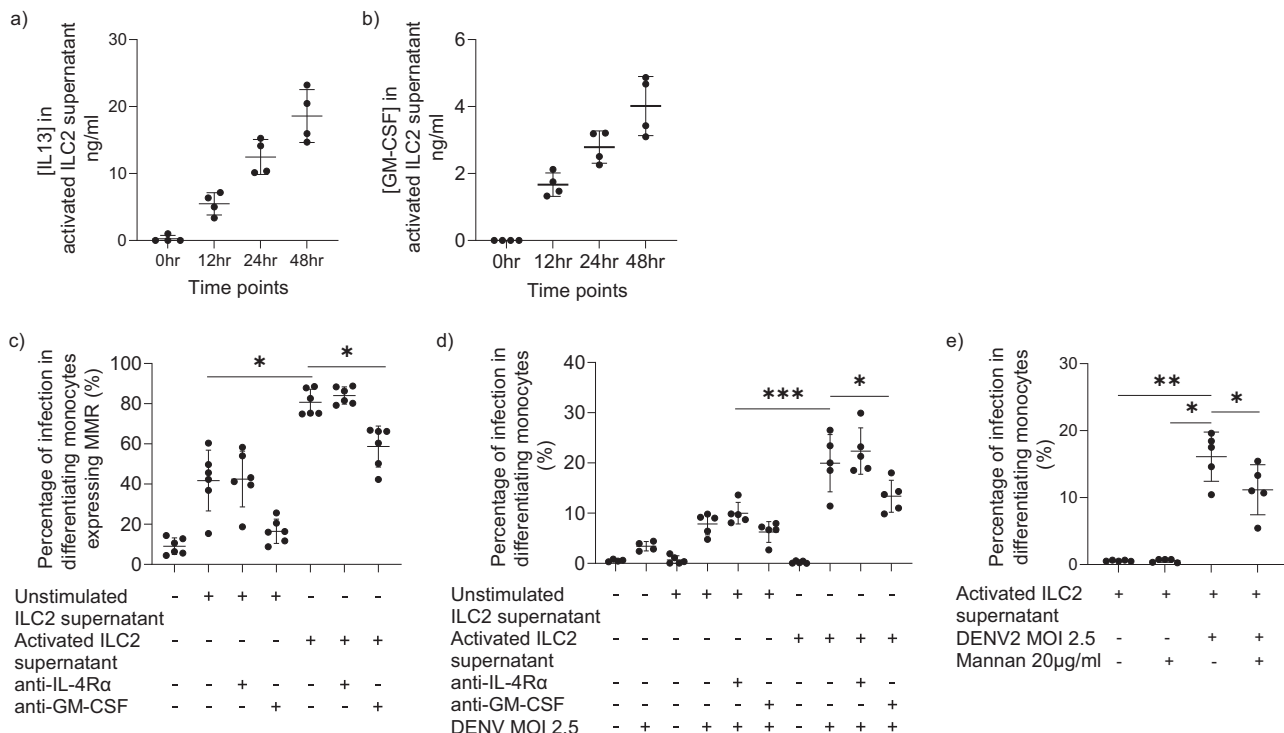 a)
[IL13] in
activated ILC2 supernatant
ng/ml
30
20
10
0
0hr 12hr 24hr 48hr
Time points
b)
[GM-CSF] in
activated ILC2 supernatant
ng/ml
6
4
2
0
0hr 12hr 24hr 48hr
Time points
c)
Percentage of infection in
differentiating monocytes
expressing MMR (%)
100
80
60
40
20
0
* *
Unstimulated
ILC2 supernatant
- + + + - - -
Activated ILC2
supernatant
- - - - + + +
anti-IL-4Rα - - + - - + -
anti-GM-CSF - - - + - - +
d)
Percentage of infection in
differentiating monocytes
(%)
40
30
20
10
0
*** *
Unstimulated
ILC2 supernatant
- - + + + + - - - -
Activated ILC2
supernatant
- - - - - - + + + +
anti-IL-4Rα - - - - + - - - + -
anti-GM-CSF - - - - - + - - - +
DENV MOI 2.5 - + - + + + - + + +
e)
Percentage of infection in
differentiating monocytes
(%)
30
20
10
0
** * *
Activated ILC2
supernatant
+ + + +
DENV2 MOI 2.5 - - + +
Mannan 20µg/ml - + - +